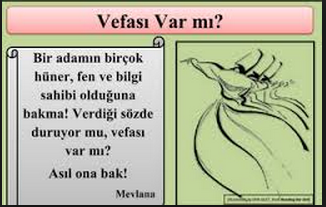 Vefası Var mı?
Bir adamın birçok
hüner, fen ve bilgi
sahibi olduğuna
bakma! Verdiği sözde
duruyor mu, vefası
var mı?
Asıl ona bak!
Mevlana